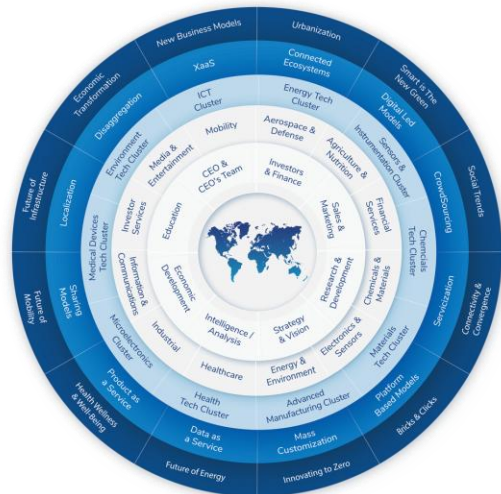 Urbanization
Smart is The
New Green
Social Trends
Connectivity &
Convergence
Bricks & Clicks
Innovating to Zero
Future of Energy
Health Wellness
& Well-Being
Future of
Mobility
Future of
Infrastructure
Economic
Transformation
New Business Models
Connected
Ecosystems
Digital Led
Models
CrowdSourcing
Servicization
Platform
Based Models
Mass
Customization
Data as
a Service
Product as
a Service
Sharing
Models
Localization
Disaggregation
XaaS
Energy Tech
Cluster
Sensors &
Instrumentation Cluster
Chemcials
Tech Cluster
Materials
Tech Cluster
Advanced
Manufacturing Cluster
Health
Tech Cluster
Microelectronics
Cluster
Medical Devices
Tech Cluster
Environment
Tech Cluster
ICT
Cluster
Aerospace &
Defense
Agriculture &
Nutrition
Financial
Services
Chemicals &
Materials
Electronics &
Sensors
Energy &
Environment
Healthcare
Industrial
Information &
Communications
Investor
Services
Media &
Entertainment
Mobility
Investors
& Finance
Sales &
Marketing
Research &
Development
Strategy
& Vision
Intelligence /
Analysis
Economic
Development
Education
CEO &
CEO's Team